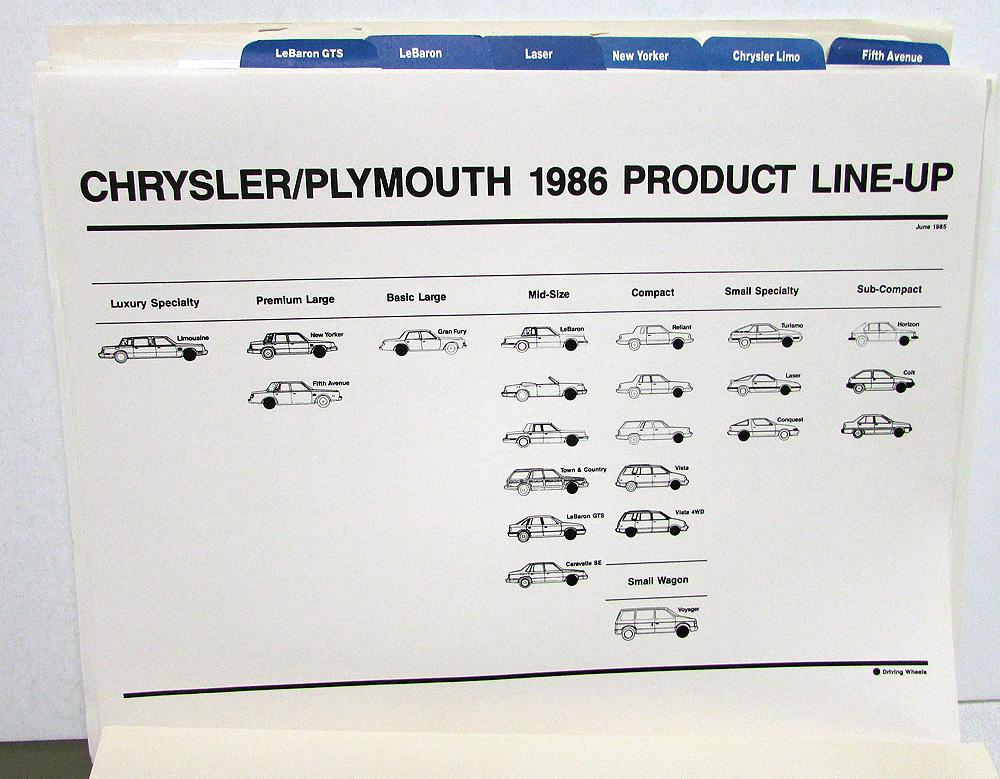 LeBaron GTS LeBaron Laser New Yorker Chrysler Limo Fifth Avenue
CHRYSLER/PLYMOUTH 1986 PRODUCT LINE-UP
June 1985
Luxury Specialty Premium Large Basic Large Mid-Size Compact Small Specialty Sub-Compact
Limousine New Yorker Gran Fury LeBaron Reliant Turismo Horizon
Fifth Avenue Laser Colt
Conquest
Town & Country Vista
LeBaron GTS Vista 4WD
Caravelle SE
Small Wagon
Voyager
Driving Wheels